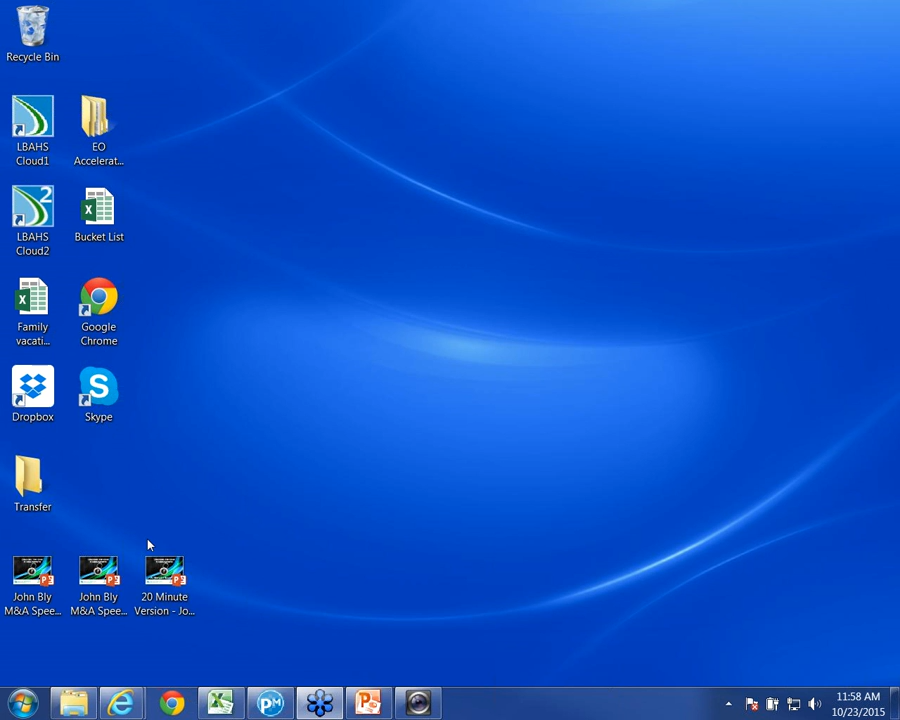 Recycle Bin
LBAHS
Cloud1
EO
Accelerat...
2
LBAHS
Cloud2
Bucket List
Family
vacati...
Google
Chrome
Dropbox
Skype
Transfer
John Bly
M&A Spee...
John Bly
M&A Spee...
20 Minute
Version - Jo...
11:58 AM
10/23/2015